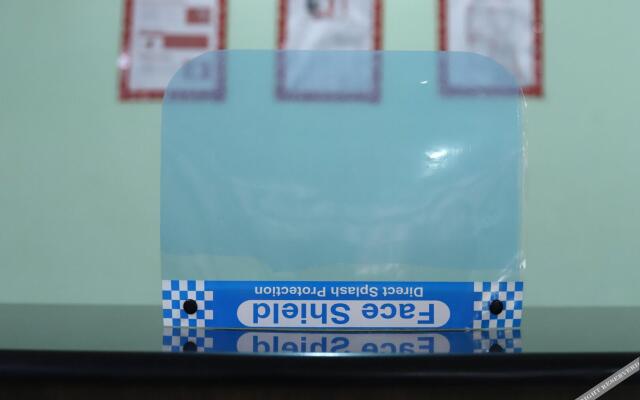 Face Shield
Direct Splash Protection